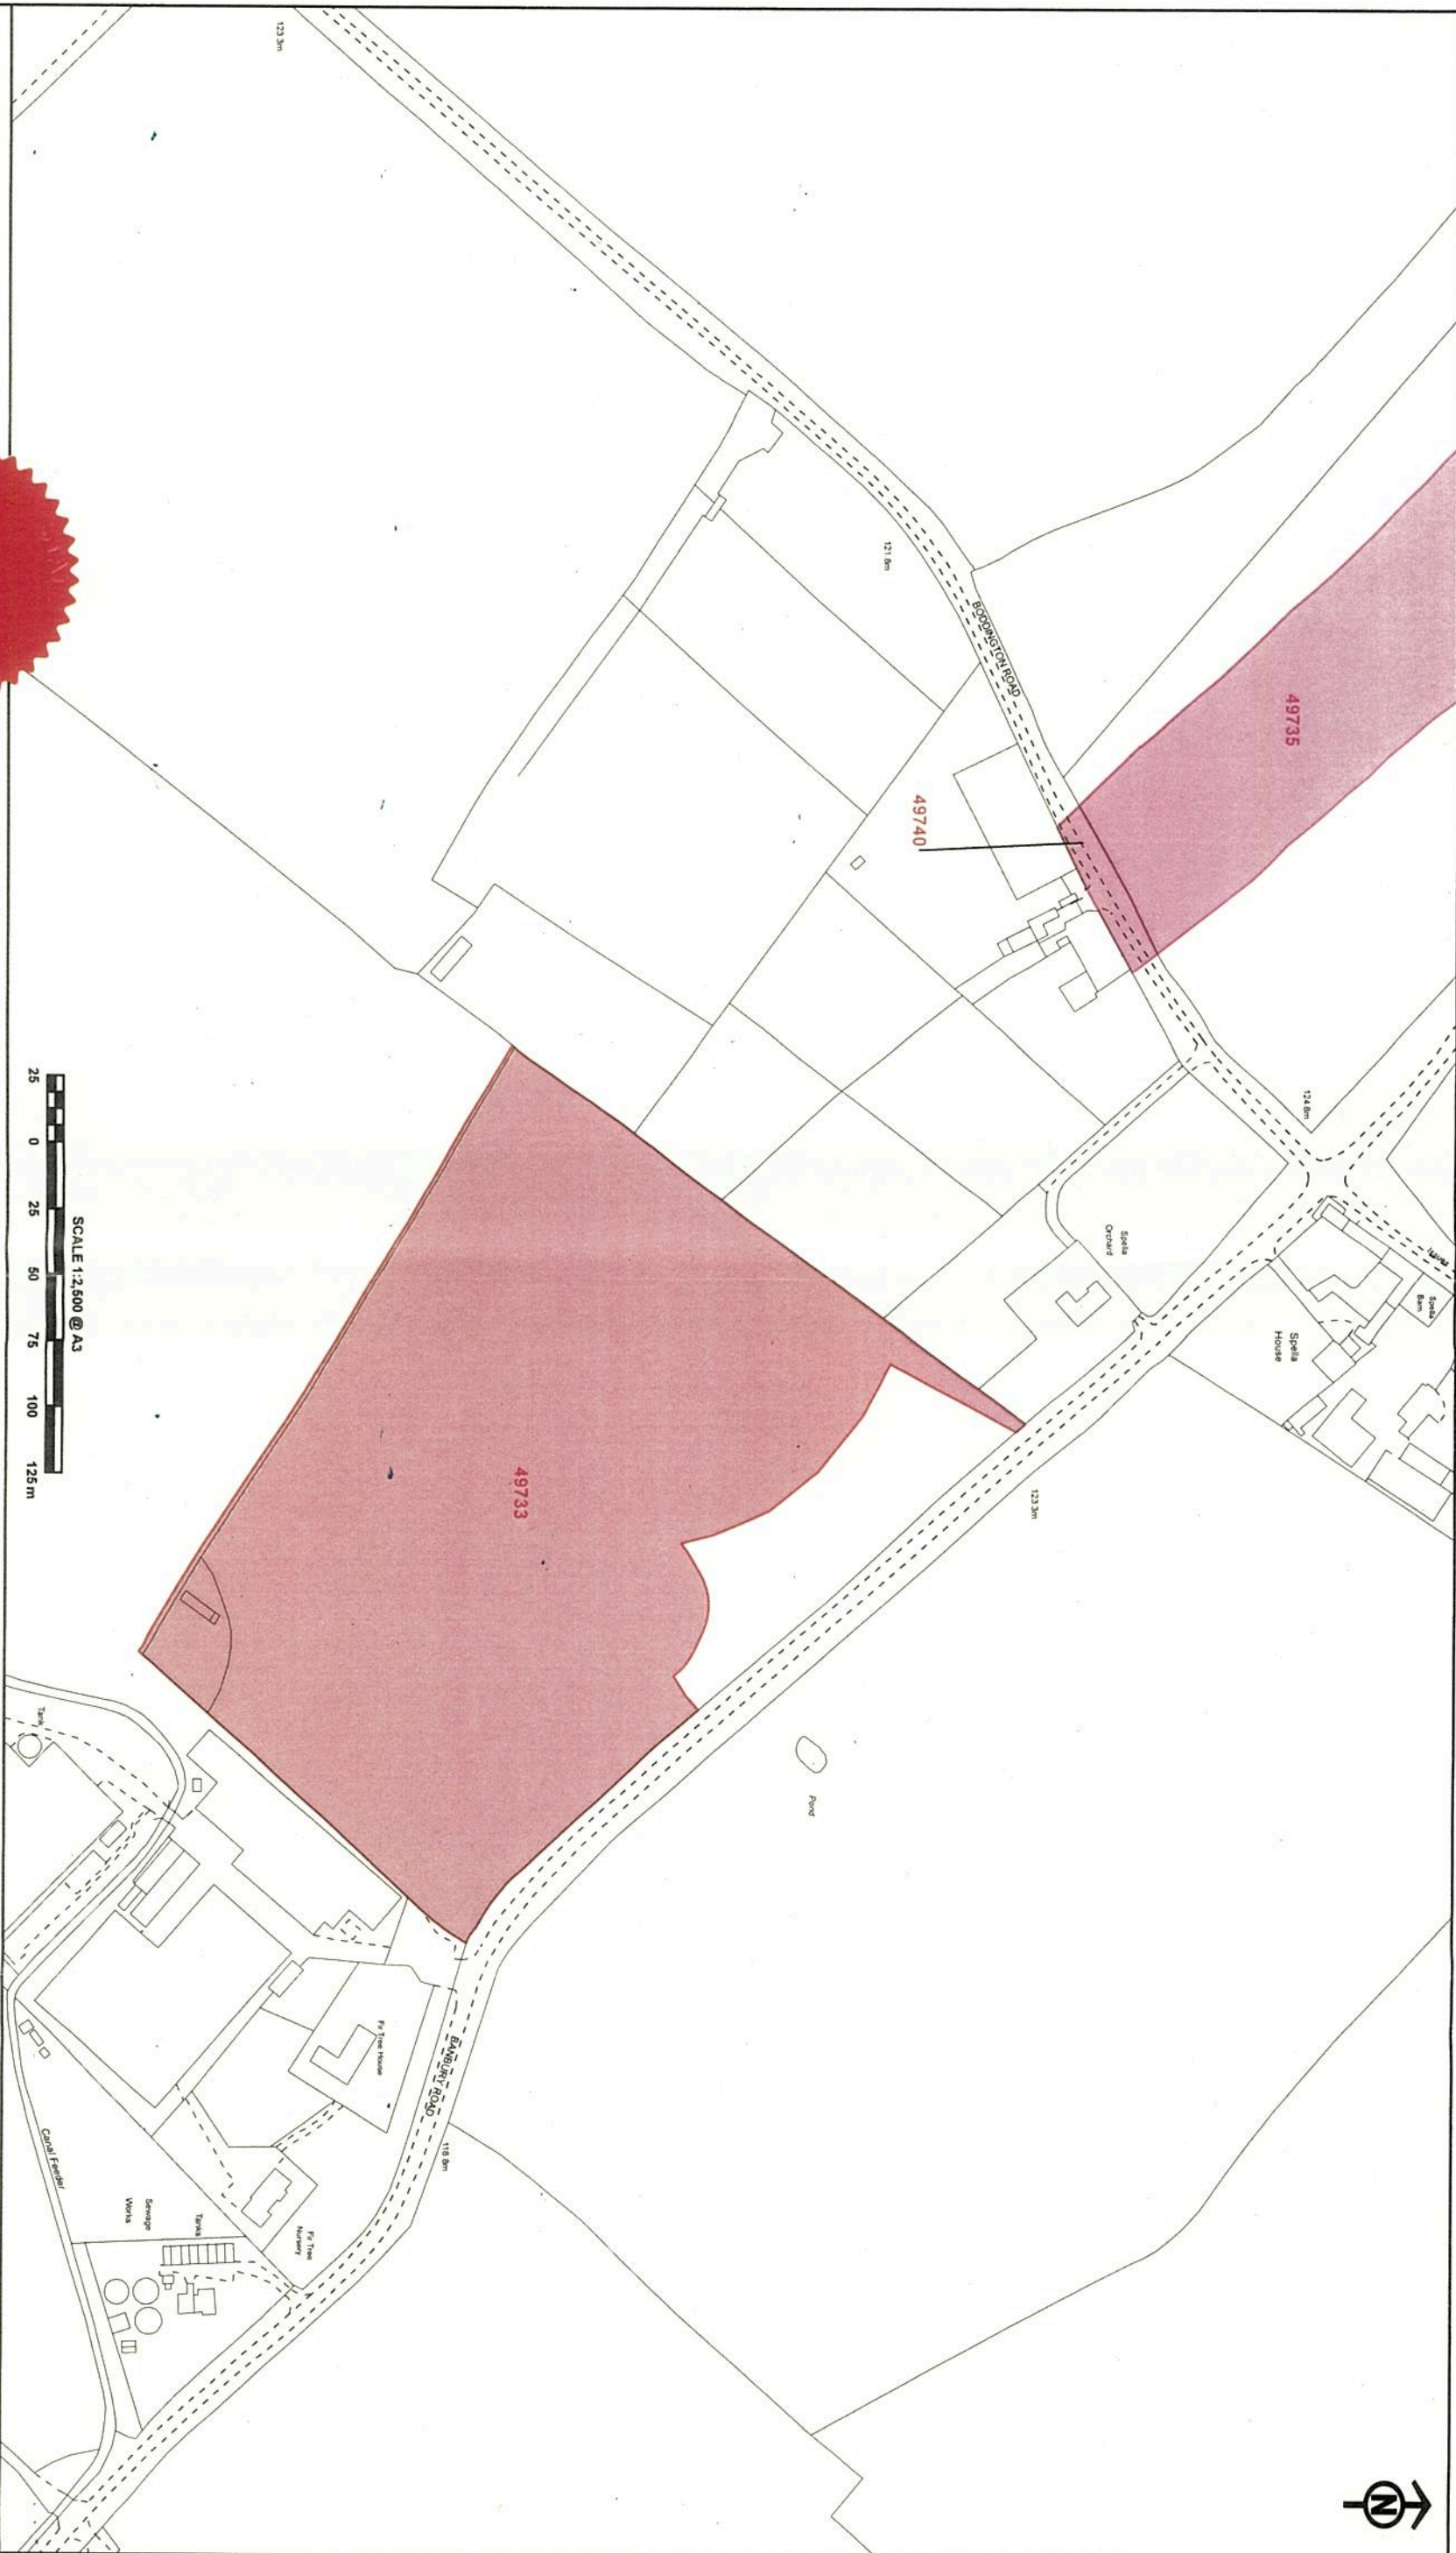 Issues
Spella
Barn
Spella
House
124.8m
49735
Spella
Orchard
123.3m
BODDINGTON ROAD
49740
121.8m
Pond
49733
BANBURY ROAD
118.8m
Fir Tree House
Fir Tree
Nursery
123.3m
Tanks
Sewage
Works
Canal Feeder
Tank
SCALE 1:2,500 @ A3
25 0 25 50 75 100 125 m
N